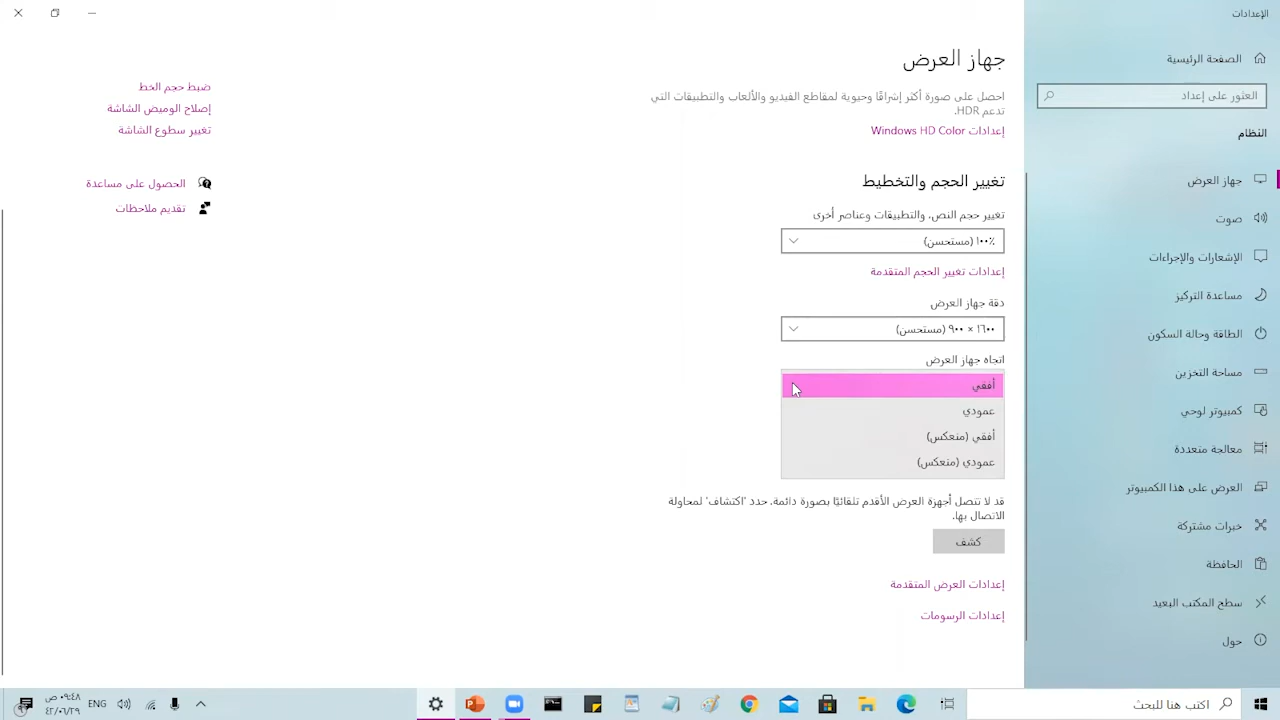 الإعدادات
الصفحة الرئيسية
العثور على إعداد
النظام
جهاز العرض
صوت
الإشعارات والإجراءات
مساعدة التركيز
الطاقة وحالة السكون
مساحة التخزين
كمبيوتر لوحي
معالجة متعددة
العرض على هذا الكمبيوتر
خبرات مشتركة
الحافظة
سطح المكتب البعيد
حول
جهاز العرض
احصل على صورة أكثر إشراقًا وحيوية لمقاطع الفيديو والألعاب والتطبيقات التي
تدعم HDR.
إعدادات Windows HD Color
تغيير الحجم والتخطيط
تغيير حجم النص، والتطبيقات وعناصر أخرى
١٠٠٪ (مستحسن)
إعدادات تغيير الحجم المتقدمة
دقة جهاز العرض
١٦٠٠ × ٩٠٠ (مستحسن)
اتجاه جهاز العرض
أفقي
عمودي
أفقي (منعكس)
عمودي (منعكس)
قد لا تتصل أجهزة العرض الأقدم تلقائيًا بصورة دائمة. حدد 'اكتشاف' لمحاولة
الاتصال بها.
كشف
إعدادات العرض المتقدمة
إعدادات الرسومات
ضبط حجم الخط
إصلاح الوميض الشاشة
تغيير سطوع الشاشة
الحصول على مساعدة
تقديم ملاحظات
اكتب هنا للبحث
ENG
٠٩:٤٨ ص